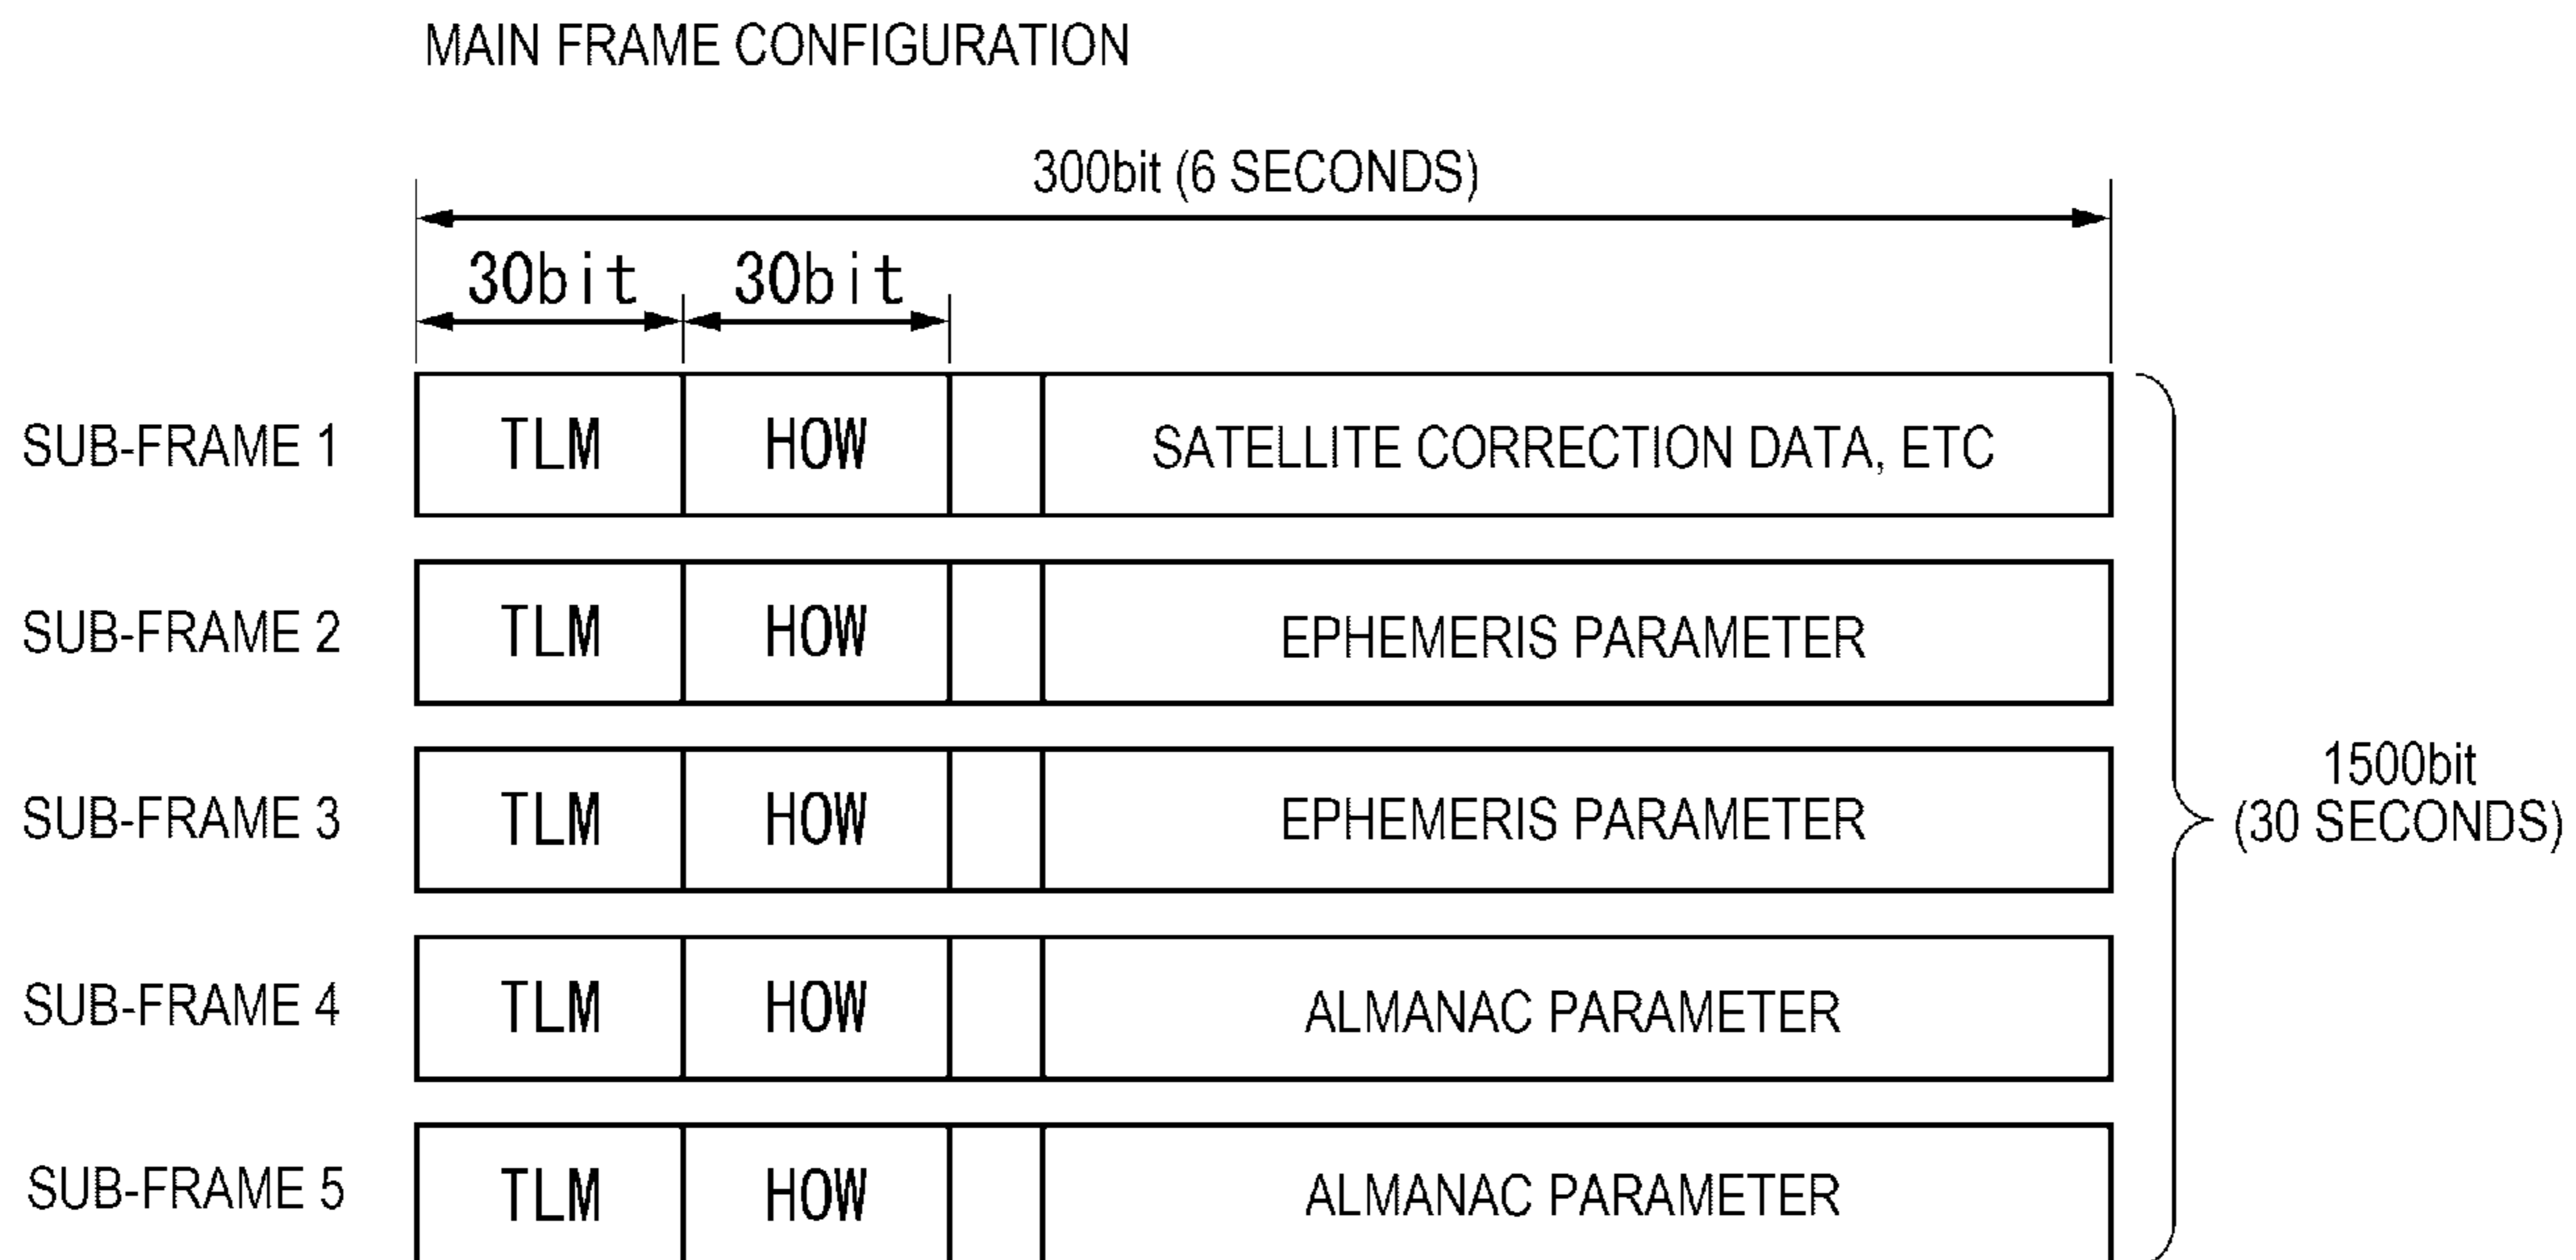 MAIN FRAME CONFIGURATION
300bit (6 SECONDS)
30bit 30bit
SUB-FRAME 1 TLM HOW SATELLITE CORRECTION DATA, ETC
SUB-FRAME 2 TLM HOW EPHEMERIS PARAMETER
SUB-FRAME 3 TLM HOW EPHEMERIS PARAMETER
1500bit
(30 SECONDS)
SUB-FRAME 4 TLM HOW ALMANAC PARAMETER
SUB-FRAME 5 TLM HOW ALMANAC PARAMETER